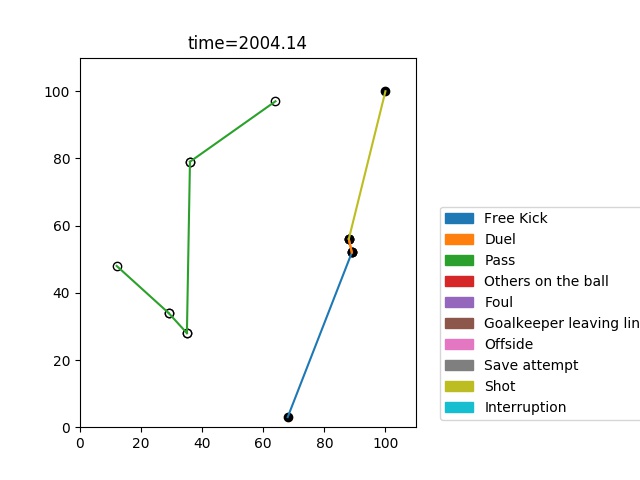 time=2004.14
100
80
60
40
20
0
0 20 40 60 80 100
Free Kick
Duel
Pass
Others on the ball
Foul
Goalkeeper leaving lin
Offside
Save attempt
Shot
Interruption